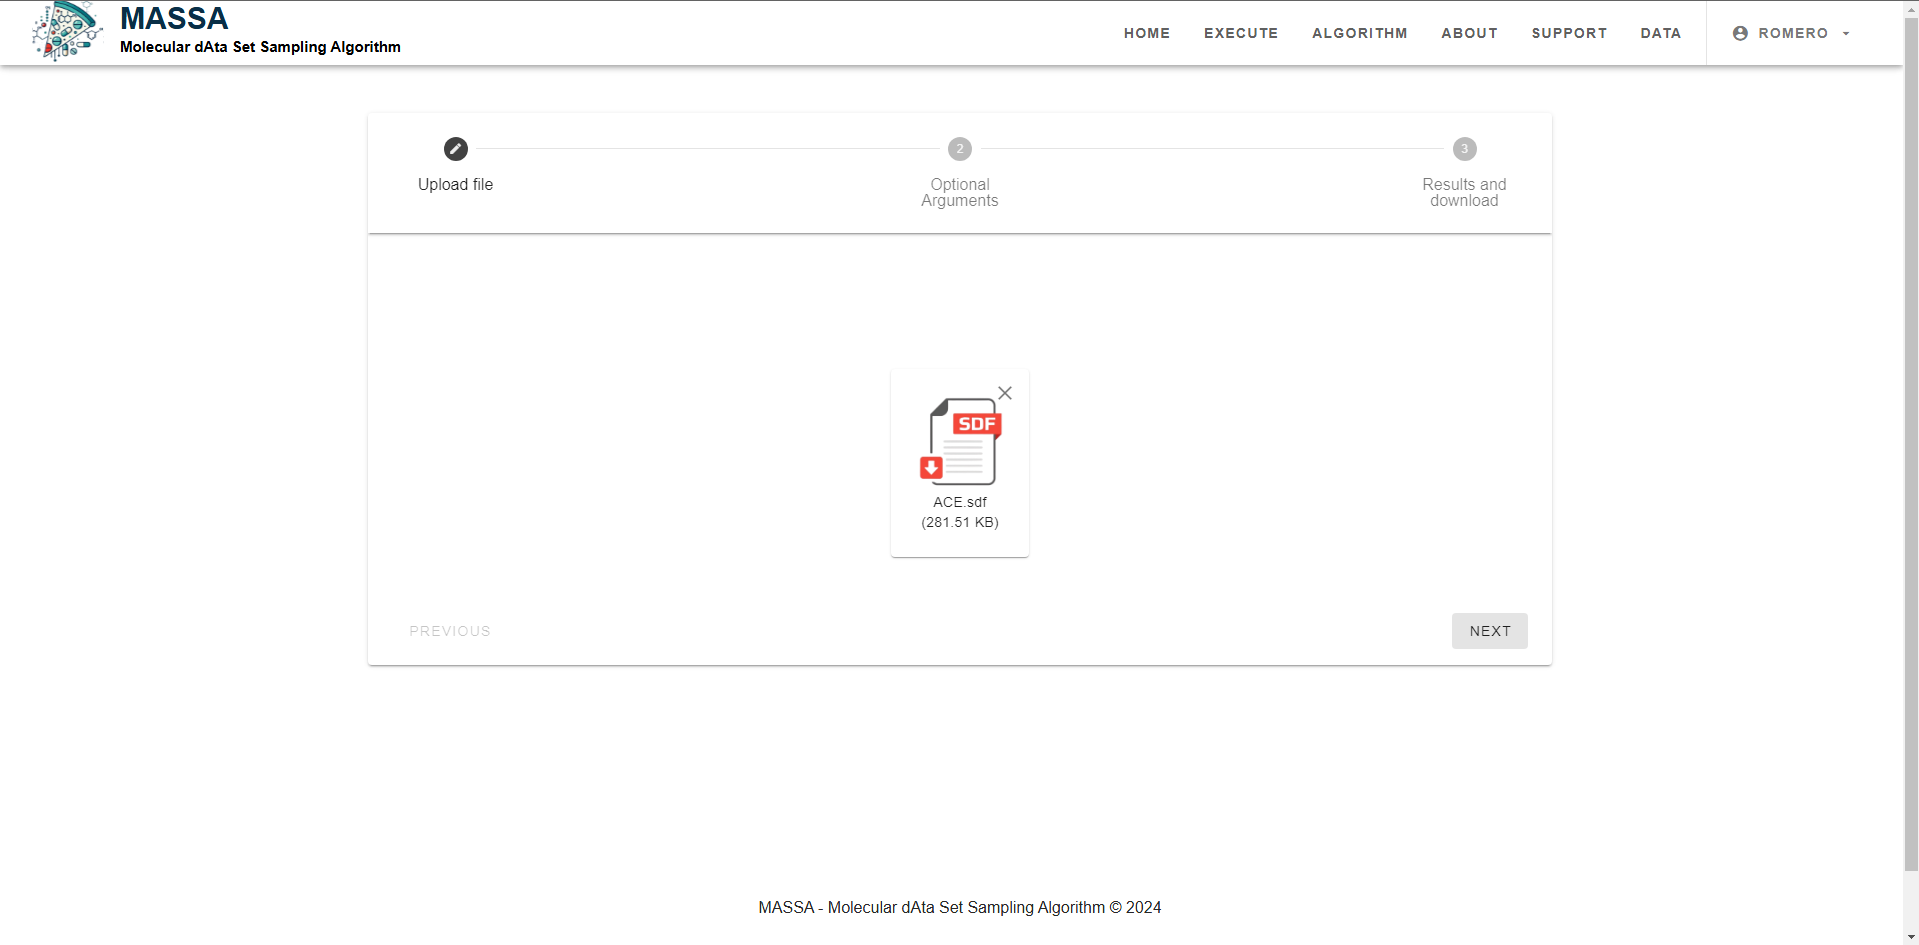 MASSA
Molecular dAta Set Sampling Algorithm
HOME EXECUTE ALGORITHM ABOUT SUPPORT DATA ROMERO
2
3
Upload file
Optional
Arguments
Results and
download
SDF
ACE.sdf
(281.51 KB)
PREVIOUS
NEXT
MASSA - Molecular dAta Set Sampling Algorithm © 2024